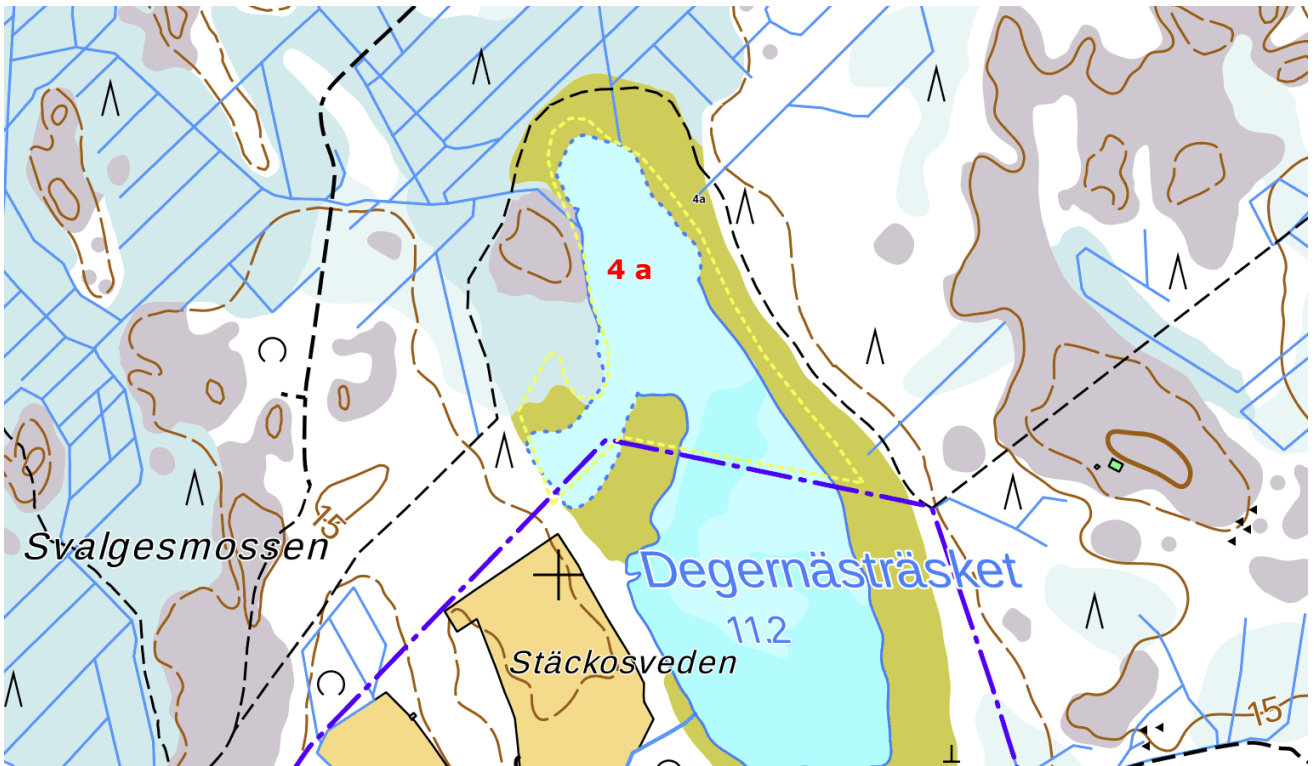 4a
4 a
15
Svalgesmossen
Degernästräsket
11.2
Stäckosveden
15